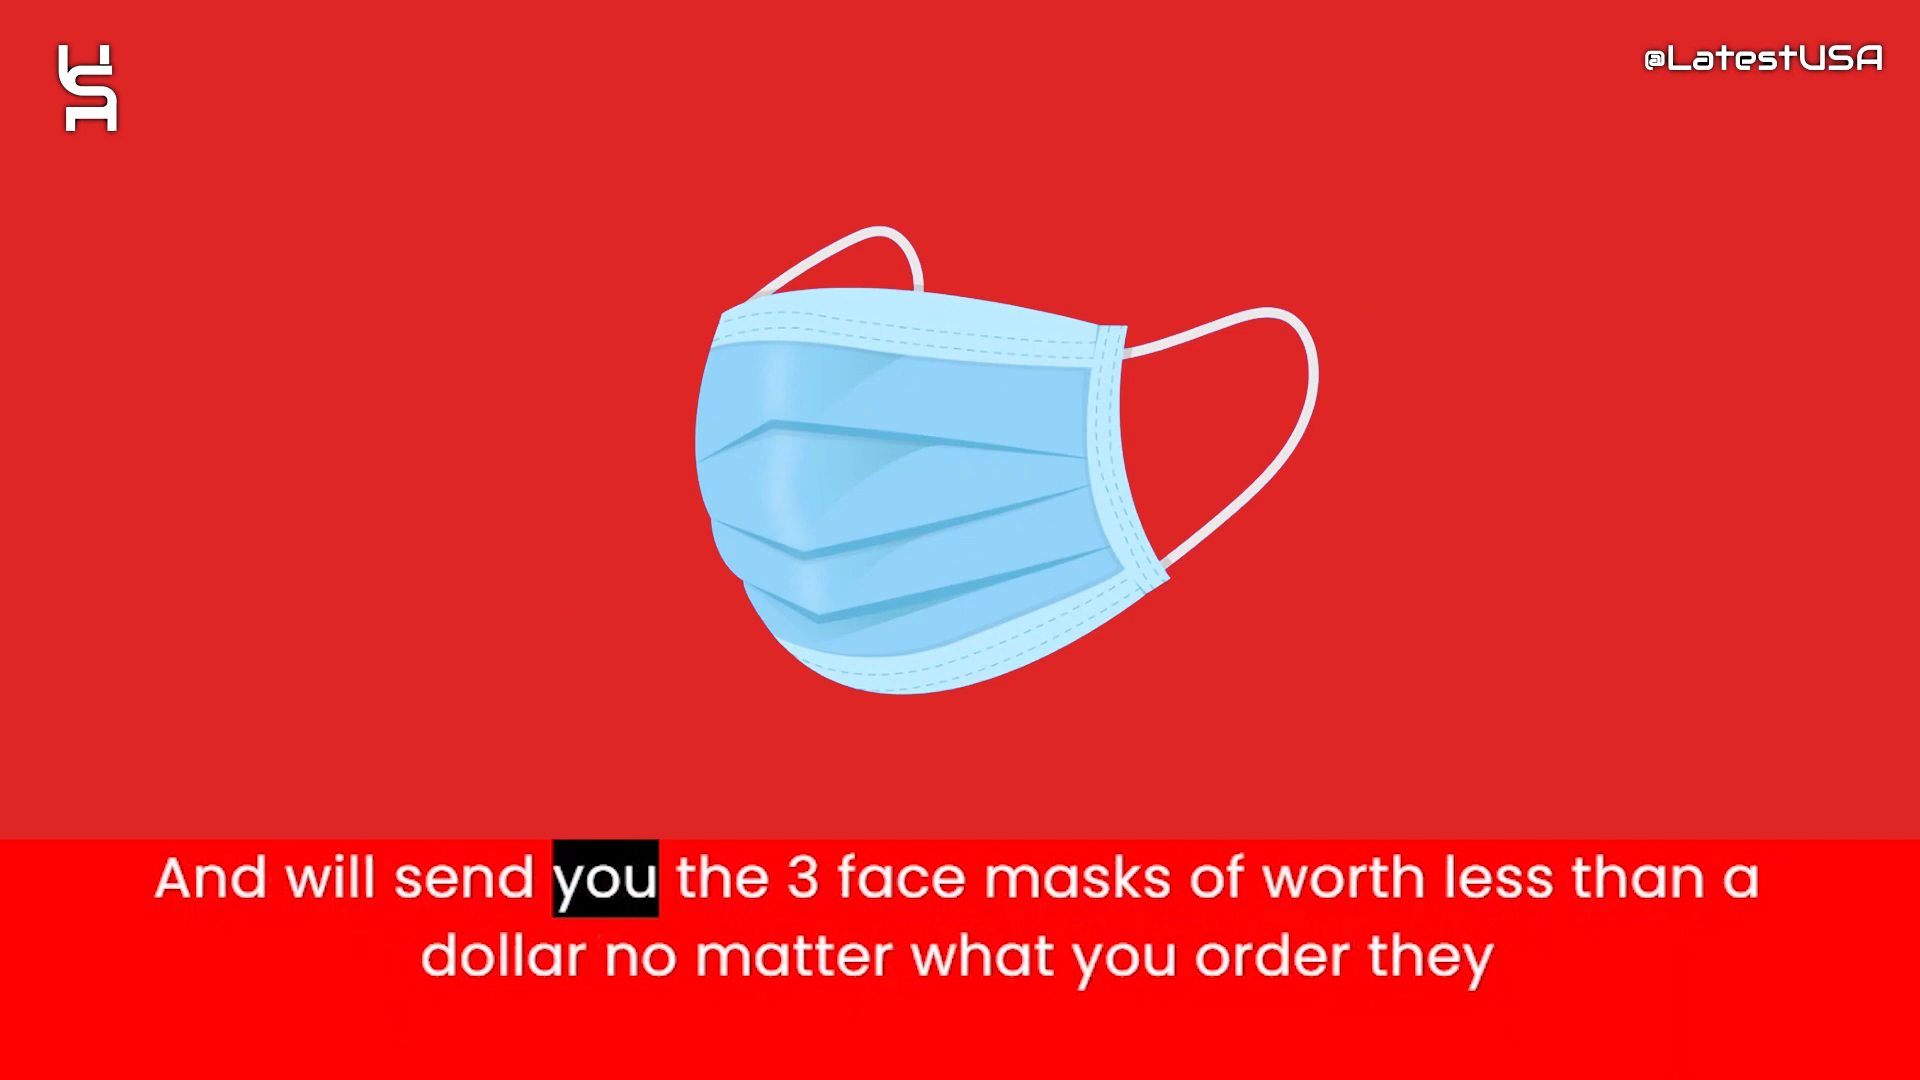 USA
@LatestUSA
And will send you the 3 face masks of worth less than a
dollar no matter what you order they